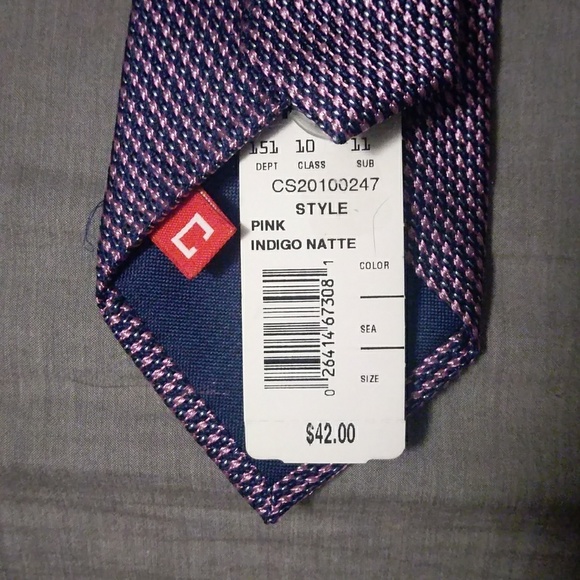 151 10 11
DEPT CLASS SUB
CS20100247
STYLE
PINK
INDIGO NATTE
COLOR
SEA
SIZE
0 26414 67308 1
$42.00
C